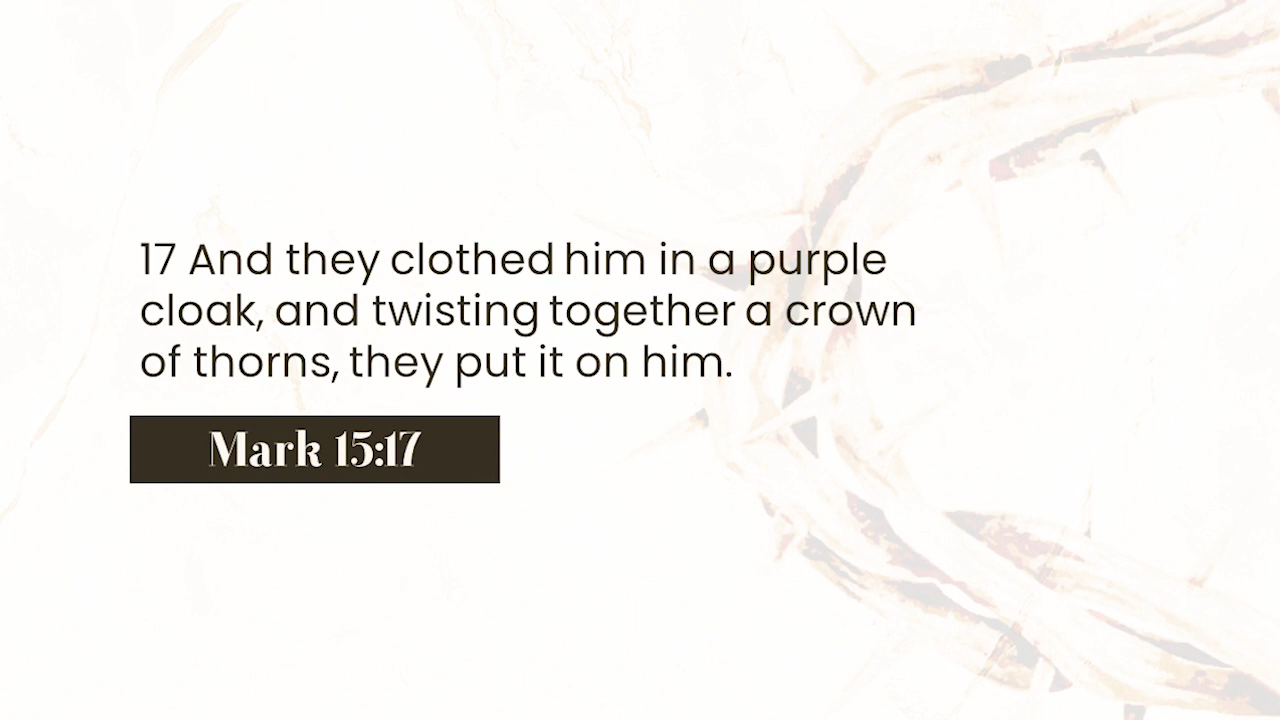 17 And they clothed him in a purple
cloak, and twisting together a crown
of thorns, they put it on him.
Mark 15:17